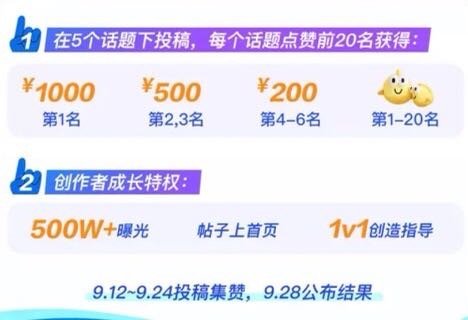 1 在5个话题下投稿，每个话题点赞前20名获得：
¥1000 ¥500 ¥200
第1名 第2,3名 第4-6名 第1-20名
2 创作者成长特权：
500W+曝光 帖子上首页 1v1创造指导
9.12~9.24投稿集赞，9.28公布结果